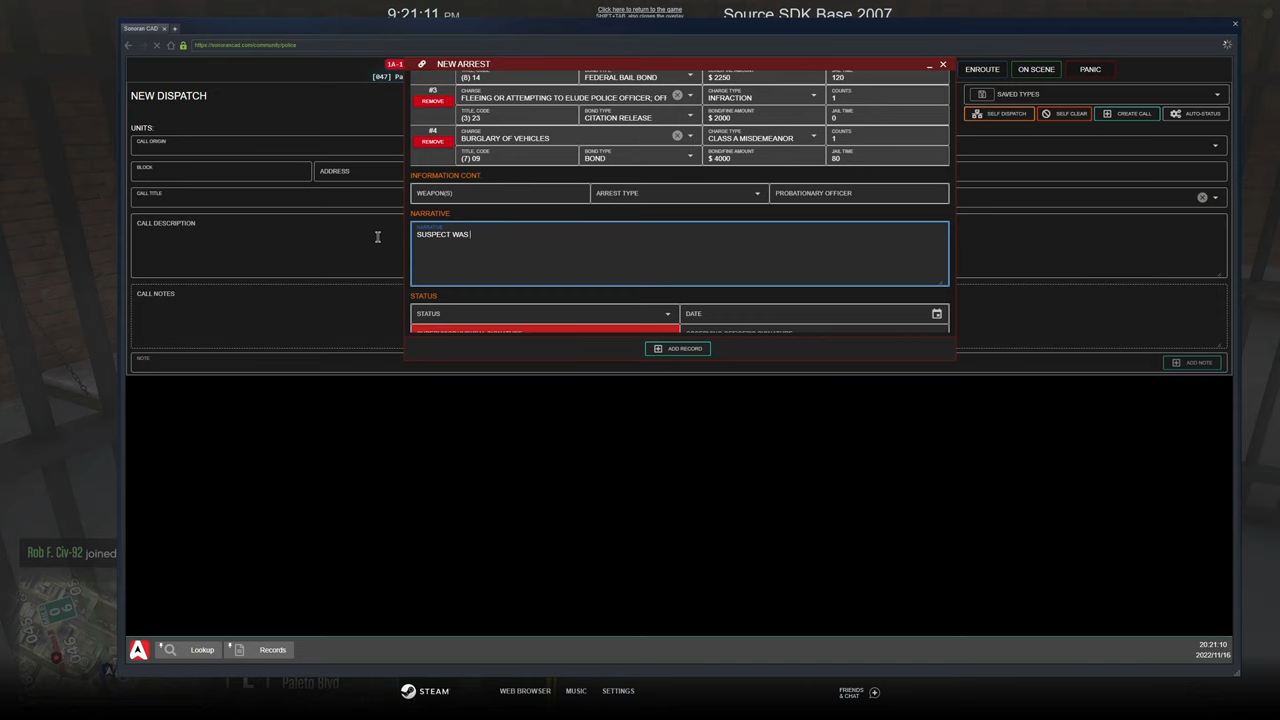 9:21:11 PM
Click here to return to the game
SHIFT+TAB also closes the overlay
Source SDK Base 2007
Sonoran CAD
https://sonorancad.com/community/police
1A-1
NEW ARREST
ENROUTE
ON SCENE
PANIC
[047] Pa
NEW DISPATCH
SAVED TYPES
SELF DISPATCH
SELF CLEAR
CREATE CALL
AUTO-STATUS
UNITS:
CALL ORIGIN
BLOCK
ADDRESS
CALL TITLE
CALL DESCRIPTION
CALL NOTES
NOTE
ADD NOTE
(8) 14
FEDERAL BAIL BOND
$ 2250
120
#3
REMOVE
CHARGE
FLEEING OR ATTEMPTING TO ELUDE POLICE OFFICER; OFF
CHARGE TYPE
INFRACTION
COUNTS
1
TITLE, CODE
(3) 23
BOND TYPE
CITATION RELEASE
BOND/FINE AMOUNT
$ 2000
JAIL TIME
0
#4
REMOVE
CHARGE
BURGLARY OF VEHICLES
CHARGE TYPE
CLASS A MISDEMEANOR
COUNTS
1
TITLE, CODE
(7) 09
BOND TYPE
BOND
BOND/FINE AMOUNT
$ 4000
JAIL TIME
80
INFORMATION CONT.
WEAPON(S)
ARREST TYPE
PROBATIONARY OFFICER
NARRATIVE
NARRATIVE
SUSPECT WAS
STATUS
STATUS
DATE
ADD RECORD
Rob F. Civ-92 joined
Lookup
Records
20:21:10
2022/11/16
Paleto Blvd
STEAM
WEB BROWSER
MUSIC
SETTINGS
FRIENDS
& CHAT